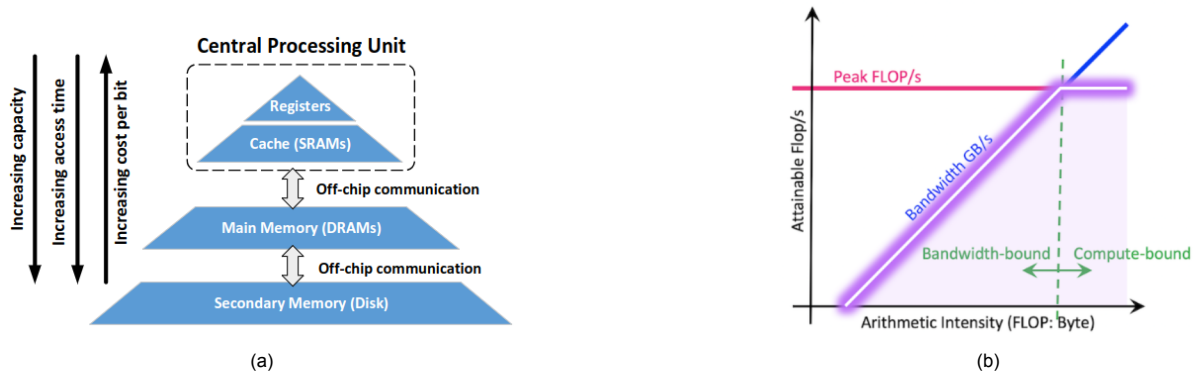 Central Processing Unit
Increasing capacity
Increasing access time
Increasing cost per bit
Registers
Cache (SRAMs)
Off-chip communication
Main Memory (DRAMs)
Off-chip communication
Secondary Memory (Disk)
(a)
Peak FLOP/s
Attainable Flop/s
Bandwidth GB/s
Bandwidth-bound
Compute-bound
Arithmetic Intensity (FLOP: Byte)
(b)